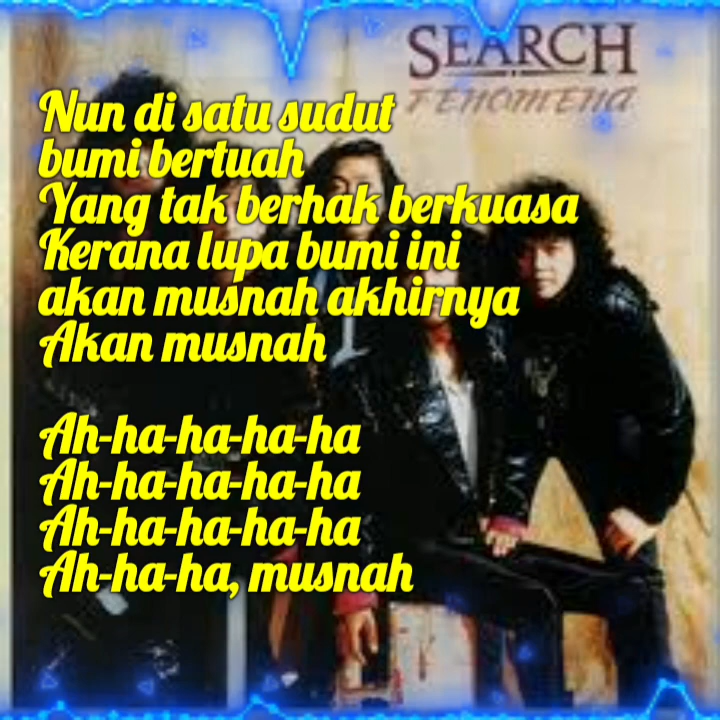 SEARCH
FENOMENA
Nun di satu sudut
bumi bertuah
Yang tak berhak berkuasa
Kerana lupa bumi ini
akan musnah akhirnya
Akan musnah
Ah-ha-ha-ha-ha
Ah-ha-ha-ha-ha
Ah-ha-ha-ha-ha
Ah-ha-ha, musnah